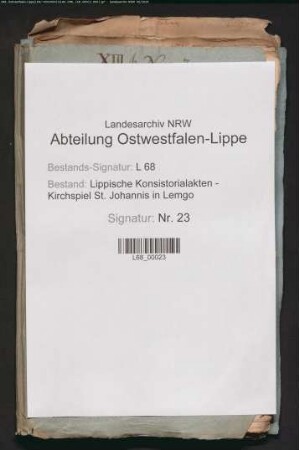 XIII
Landesarchiv NRW
Abteilung Ostwestfalen-Lippe
Bestands-Signatur: L 68
Bestand: Lippische Konsistorialakten -
Kirchspiel St. Johannis in Lemgo
Signatur: Nr. 23
L68_00023